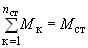 n_ст
∑ M_к = M_ст
к=1